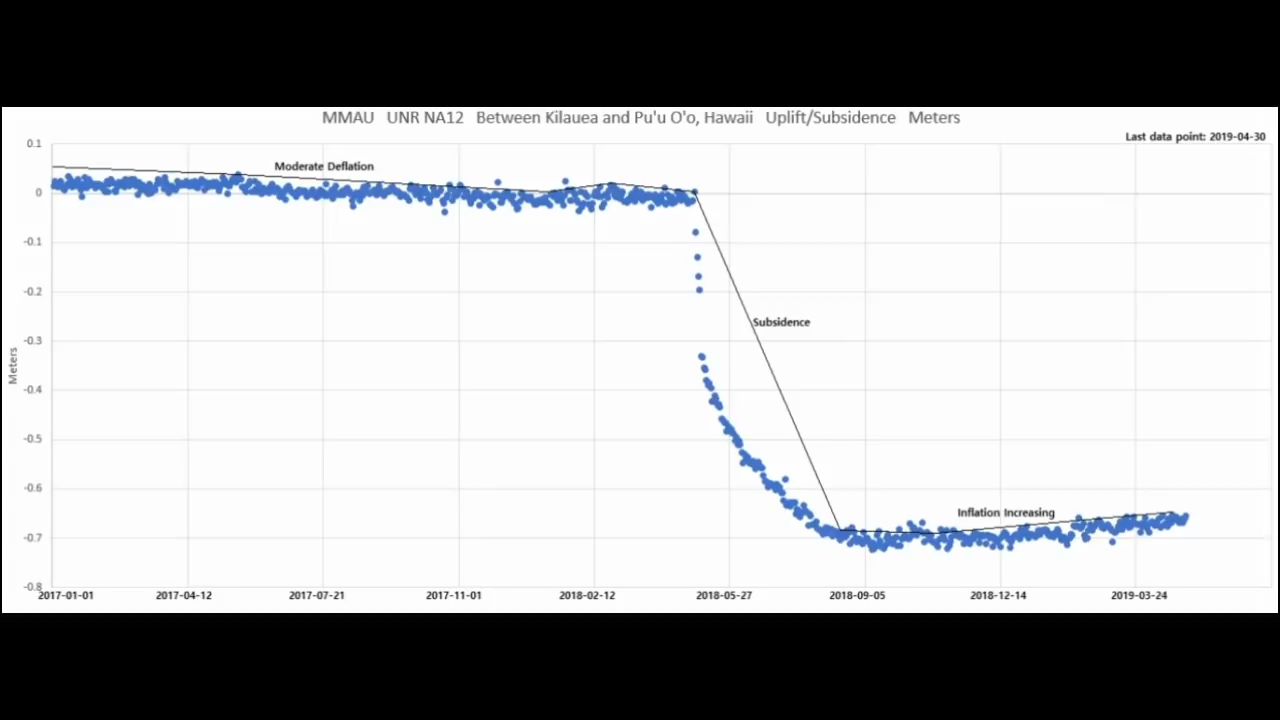 MMAU UNR NA12 Between Kilauea and Pu'u O'o, Hawaii Uplift/Subsidence Meters
Last data point: 2019-04-30
0.1
Moderate Deflation
0
-0.1
-0.2
-0.3
Subsidence
Meters
-0.4
-0.5
-0.6
Inflation Increasing
-0.7
-0.8
2017-01-01 2017-04-12 2017-07-21 2017-11-01 2018-02-12 2018-05-27 2018-09-05 2018-12-14 2019-03-24